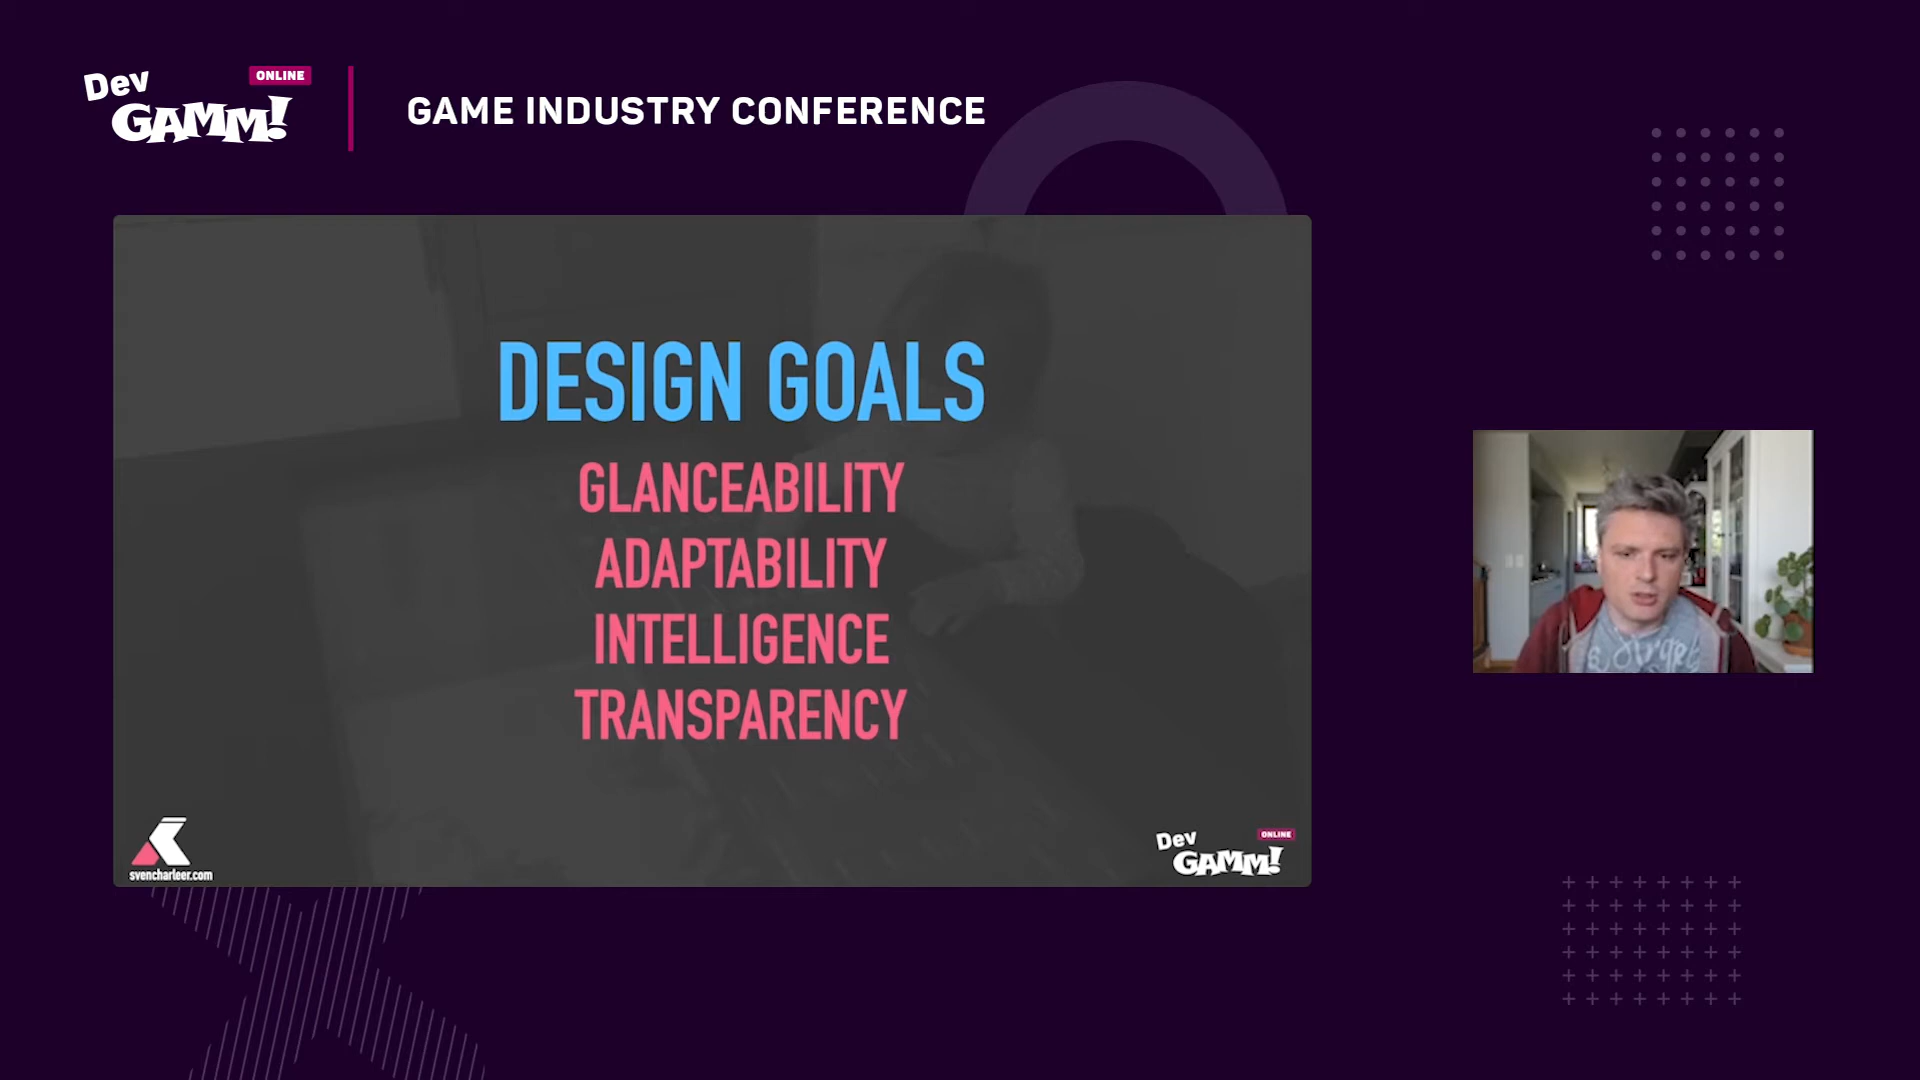 Dev
GAMM!
ONLINE
GAME INDUSTRY CONFERENCE
DESIGN GOALS
GLANCEABILITY
ADAPTABILITY
INTELLIGENCE
TRANSPARENCY
svencharleer.com
Dev
GAMM!
ONLINE